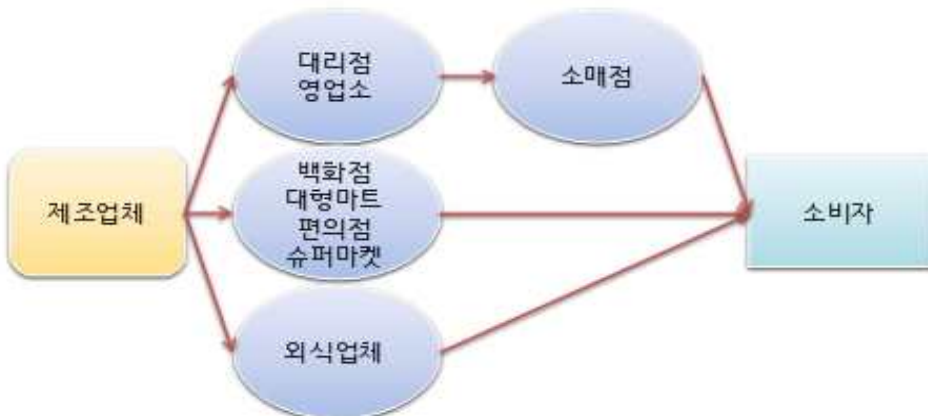 대리점
영업소
소매점
백화점
대형마트
편의점
슈퍼마켓
제조업체
소비자
외식업체